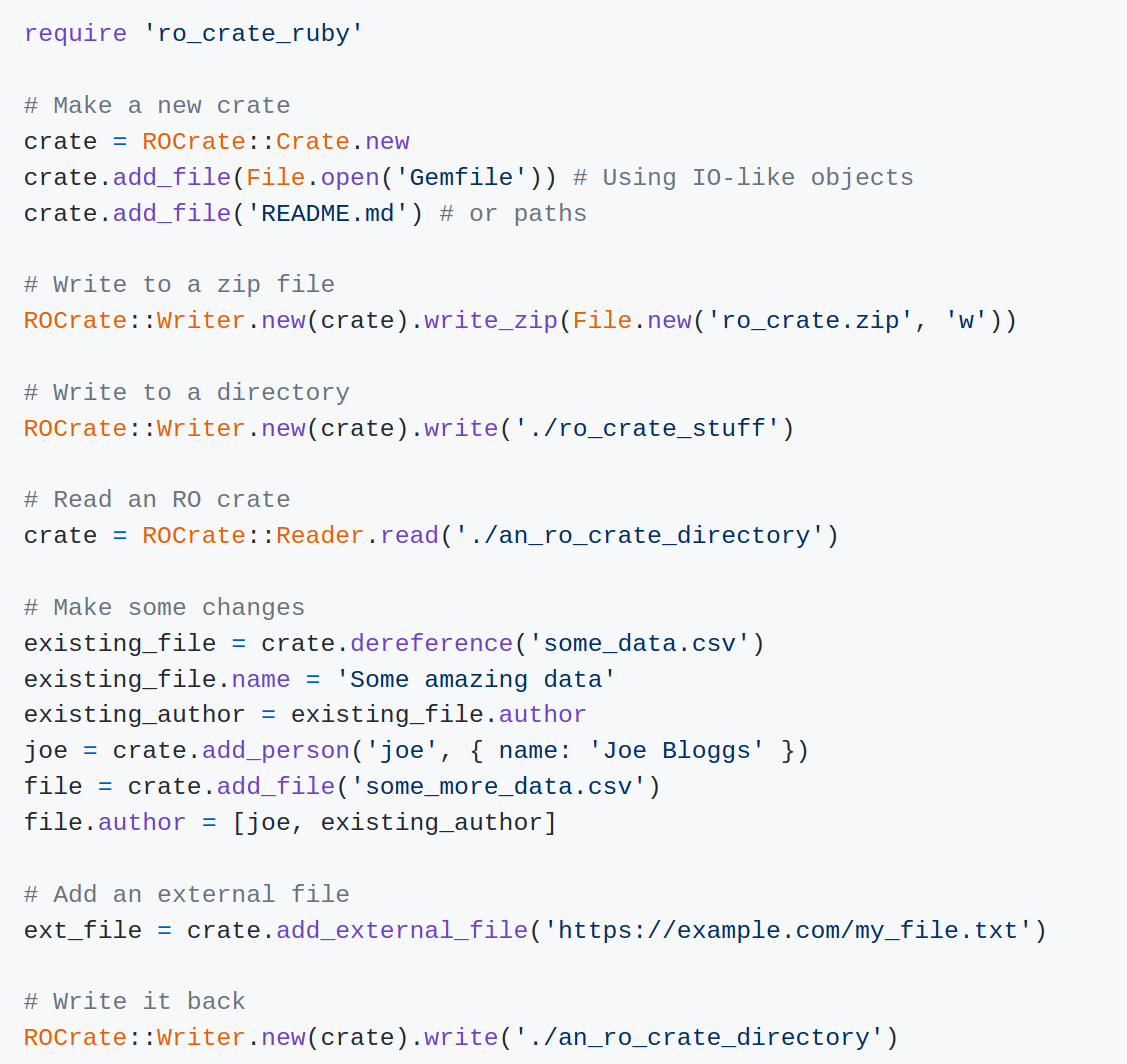 require 'ro_crate_ruby'

# Make a new crate
crate = ROCrate::Crate.new
crate.add_file(File.open('Gemfile')) # Using IO-like objects
crate.add_file('README.md') # or paths

# Write to a zip file
ROCrate::Writer.new(crate).write_zip(File.new('ro_crate.zip', 'w'))

# Write to a directory
ROCrate::Writer.new(crate).write('./ro_crate_stuff')

# Read an RO crate
crate = ROCrate::Reader.read('./an_ro_crate_directory')

# Make some changes
existing_file = crate.dereference('some_data.csv')
existing_file.name = 'Some amazing data'
existing_author = existing_file.author
joe = crate.add_person('joe', { name: 'Joe Bloggs' })
file = crate.add_file('some_more_data.csv')
file.author = [joe, existing_author]

# Add an external file
ext_file = crate.add_external_file('https://example.com/my_file.txt')

# Write it back
ROCrate::Writer.new(crate).write('./an_ro_crate_directory')